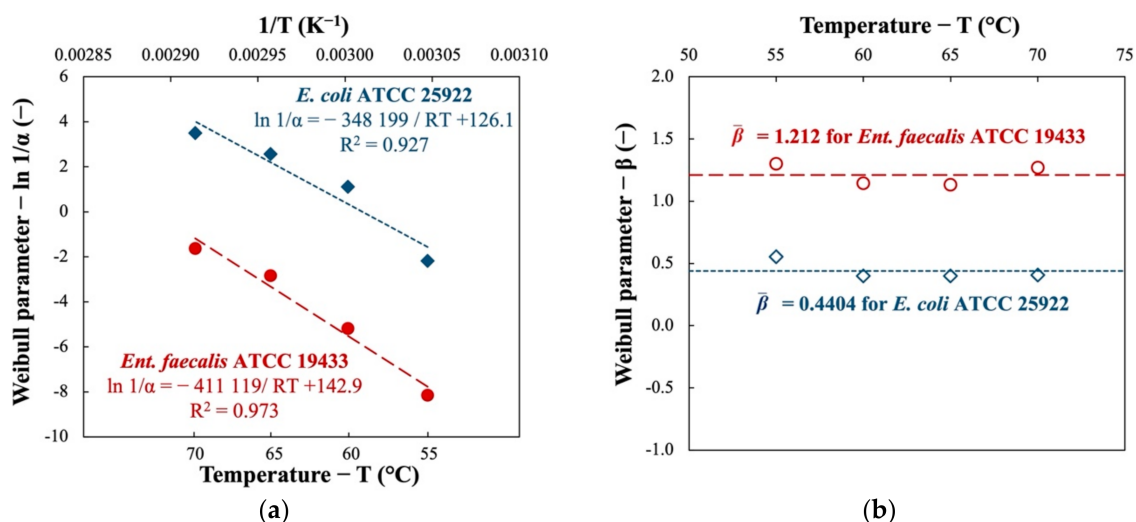 1/T (K⁻¹)
0.00285 0.00290 0.00295 0.00300 0.00305 0.00310
Weibull parameter – ln 1/α (–)
6
4
2
0
-2
-4
-6
-8
-10
E. coli ATCC 25922
ln 1/α = – 348 199 / RT +126.1
R² = 0.927
Ent. faecalis ATCC 19433
ln 1/α = – 411 119/ RT +142.9
R² = 0.973
70 65 60 55
Temperature – T (°C)
(a)
Temperature – T (°C)
50 55 60 65 70 75
Weibull parameter – β (–)
2.0
1.5
1.0
0.5
0.0
-0.5
-1.0
β̄ = 1.212 for Ent. faecalis ATCC 19433
β̄ = 0.4404 for E. coli ATCC 25922
(b)